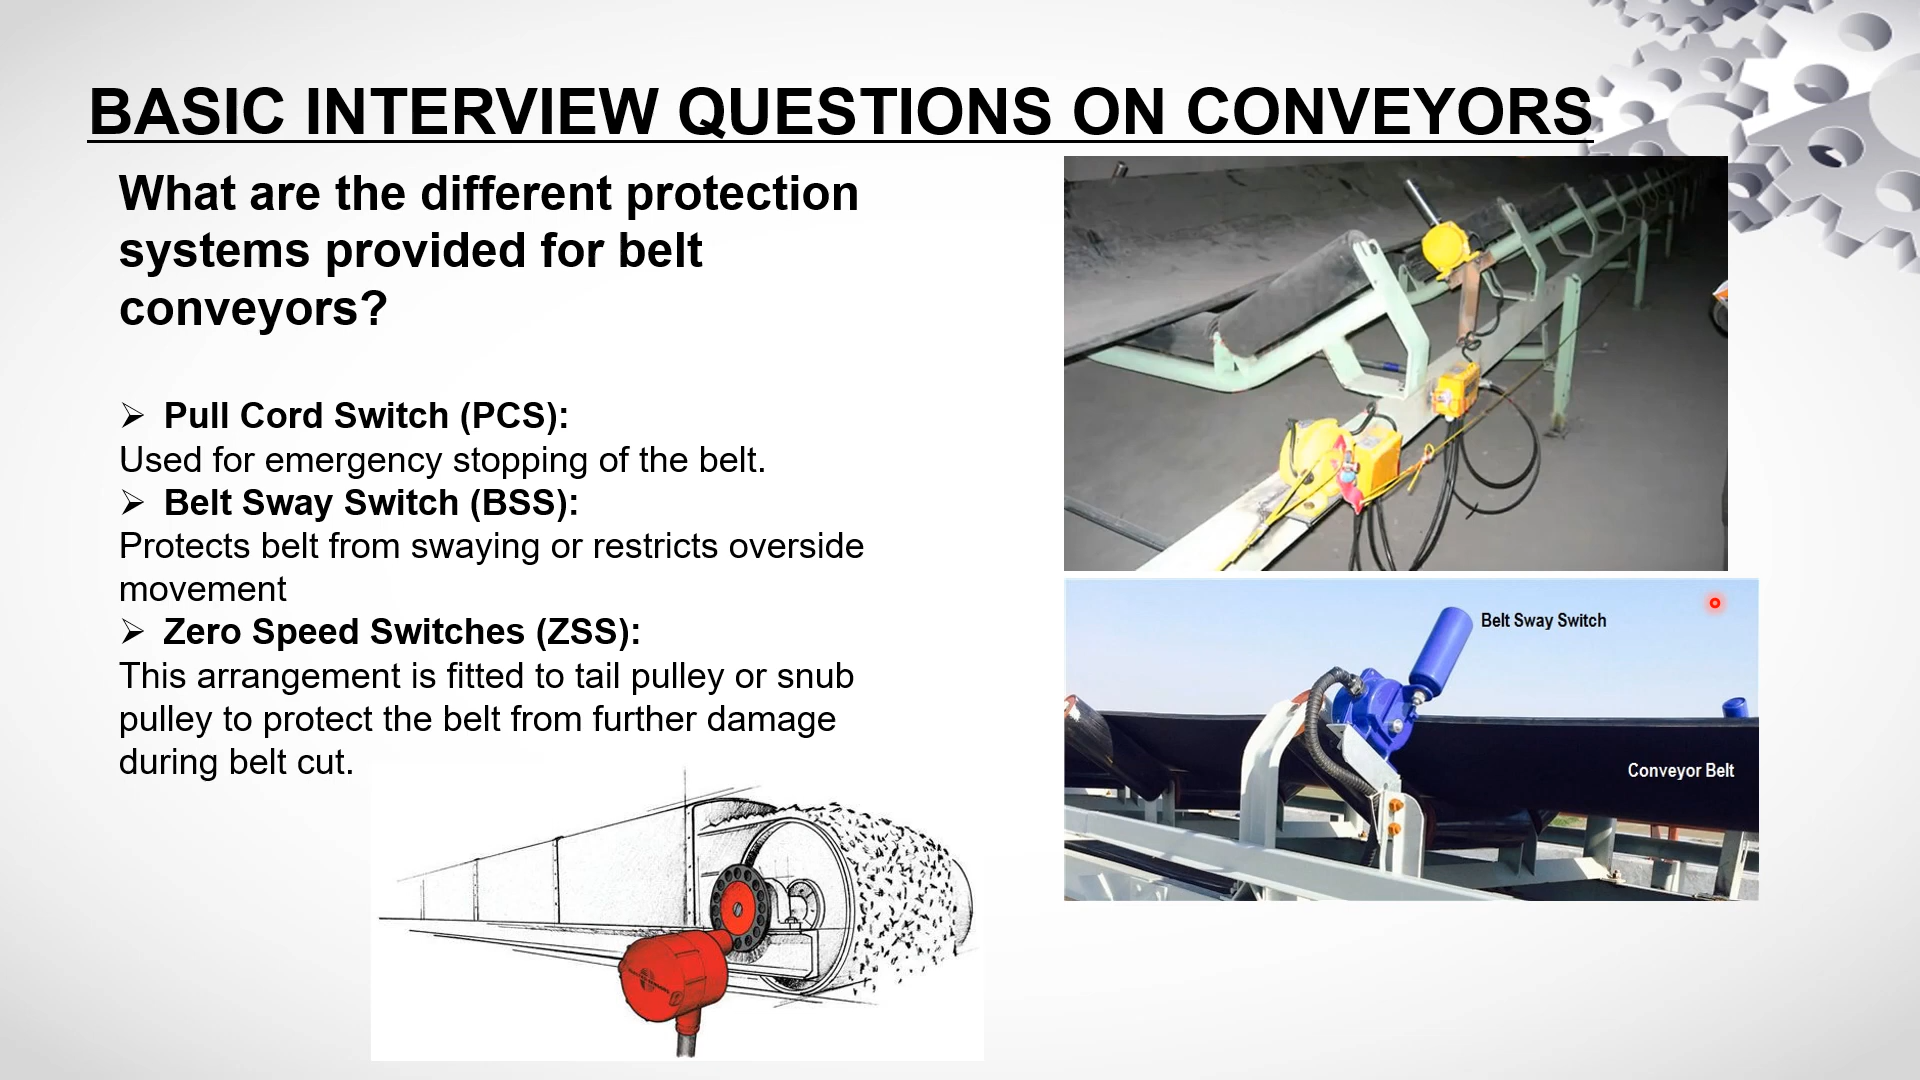 BASIC INTERVIEW QUESTIONS ON CONVEYORS
What are the different protection
systems provided for belt
conveyors?
➢ Pull Cord Switch (PCS):
Used for emergency stopping of the belt.
➢ Belt Sway Switch (BSS):
Protects belt from swaying or restricts overside
movement
➢ Zero Speed Switches (ZSS):
This arrangement is fitted to tail pulley or snub
pulley to protect the belt from further damage
during belt cut.
Belt Sway Switch
Conveyor Belt